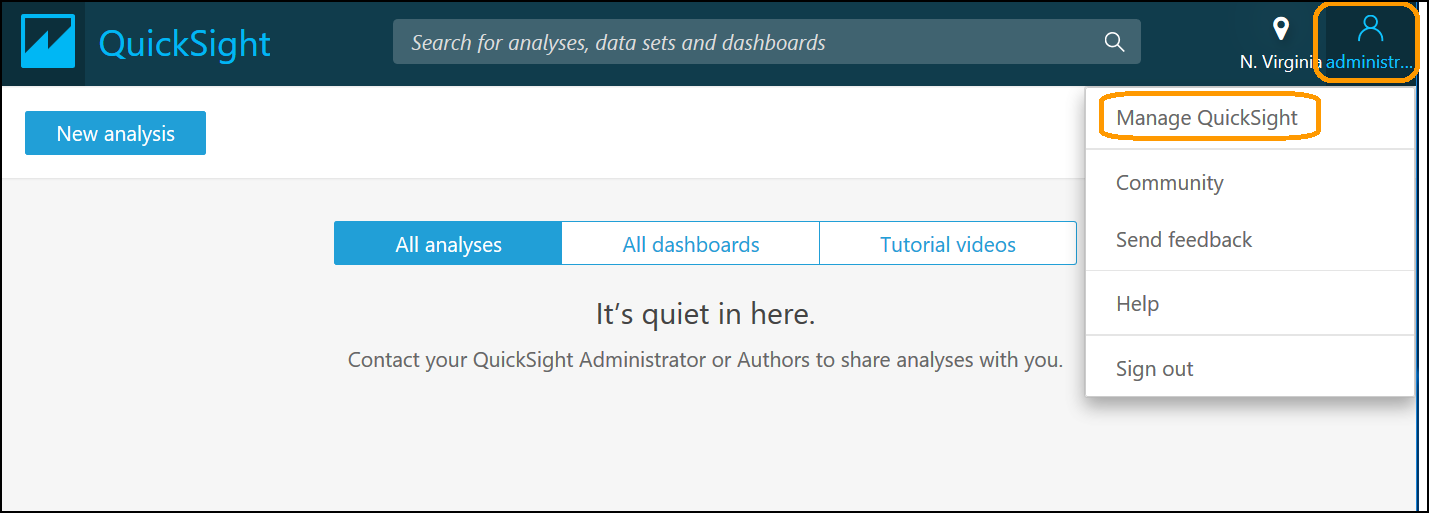 QuickSight
Search for analyses, data sets and dashboards
N. Virginia
administr...
New analysis
Manage QuickSight
Community
Send feedback
Help
Sign out
All analyses
All dashboards
Tutorial videos
It's quiet in here.
Contact your QuickSight Administrator or Authors to share analyses with you.